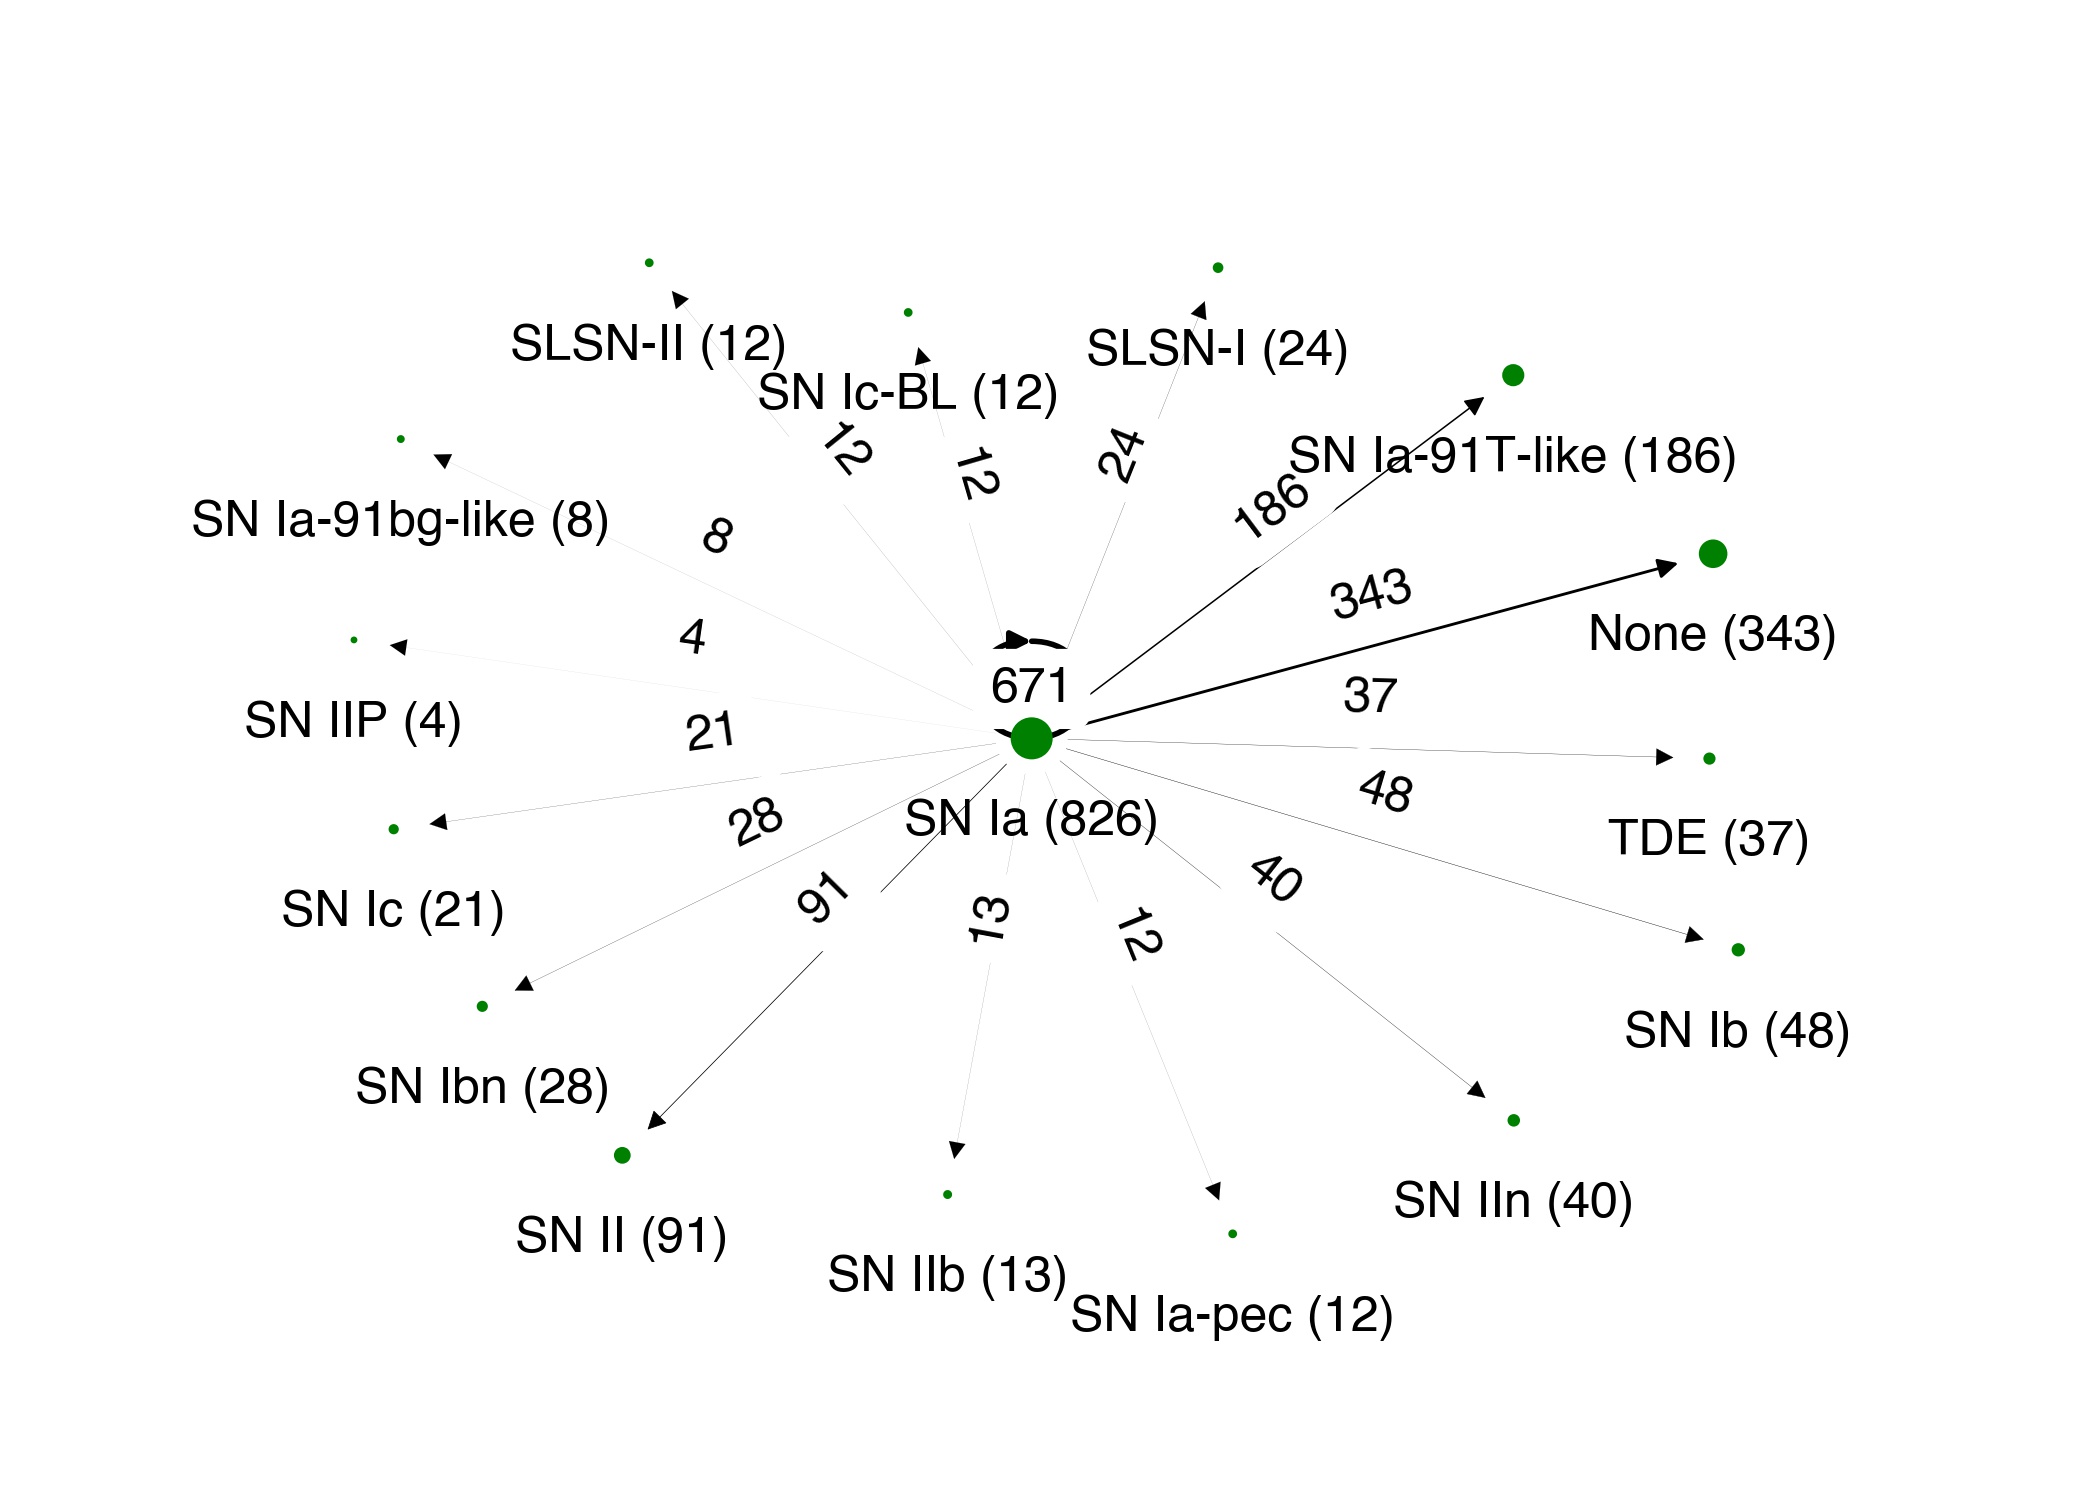 SLSN-II (12)
SLSN-I (24)
SN Ic-BL (12)
12
12
24
SN Ia-91T-like (186)
186
SN Ia-91bg-like (8)
8
343
None (343)
4
671
37
SN IIP (4)
21
48
28
SN Ia (826)
TDE (37)
91
13
12
40
SN Ic (21)
SN Ib (48)
SN Ibn (28)
SN IIn (40)
SN II (91)
SN IIb (13)
SN Ia-pec (12)